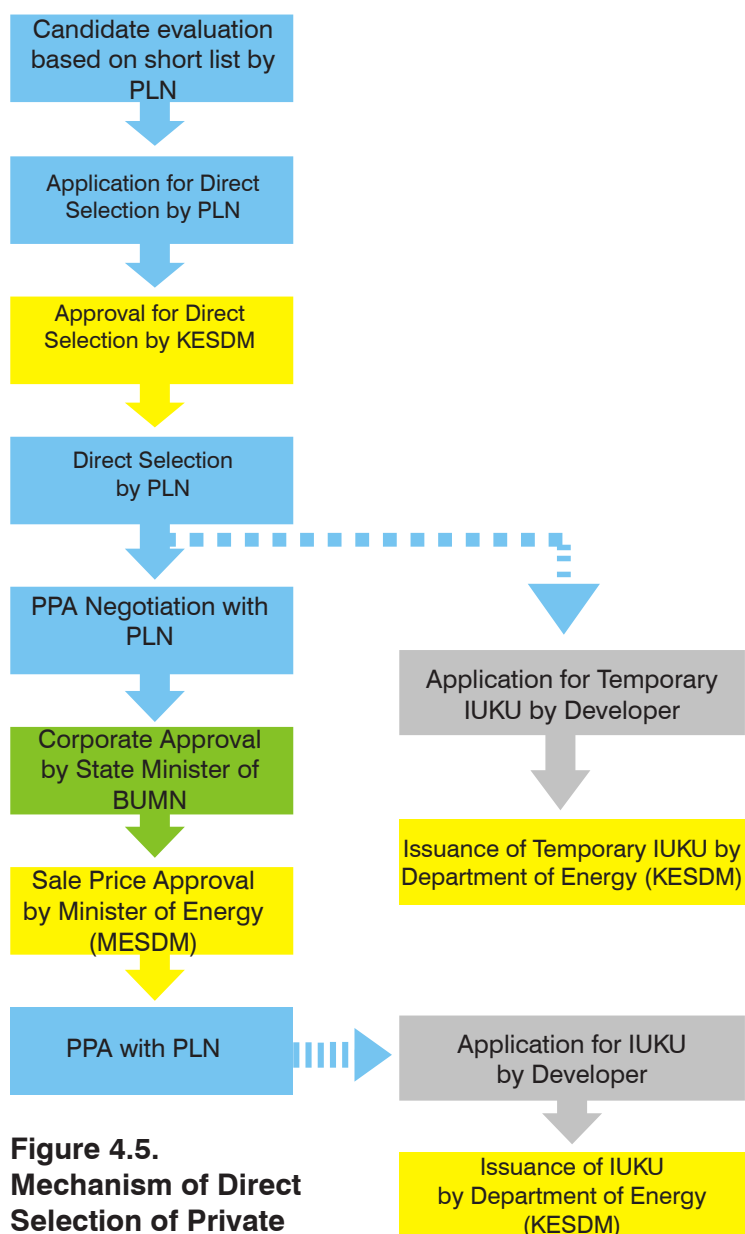 Candidate evaluation
based on short list by
PLN
Application for Direct
Selection by PLN
Approval for Direct
Selection by KESDM
Direct Selection
by PLN
PPA Negotiation with
PLN
Corporate Approval
by State Minister of
BUMN
Sale Price Approval
by Minister of Energy
(MESDM)
PPA with PLN
Application for Temporary
IUKU by Developer
Issuance of Temporary IUKU by
Department of Energy (KESDM)
Application for IUKU
by Developer
Issuance of IUKU
by Department of Energy
(KESDM)
Figure 4.5.
Mechanism of Direct
Selection of Private